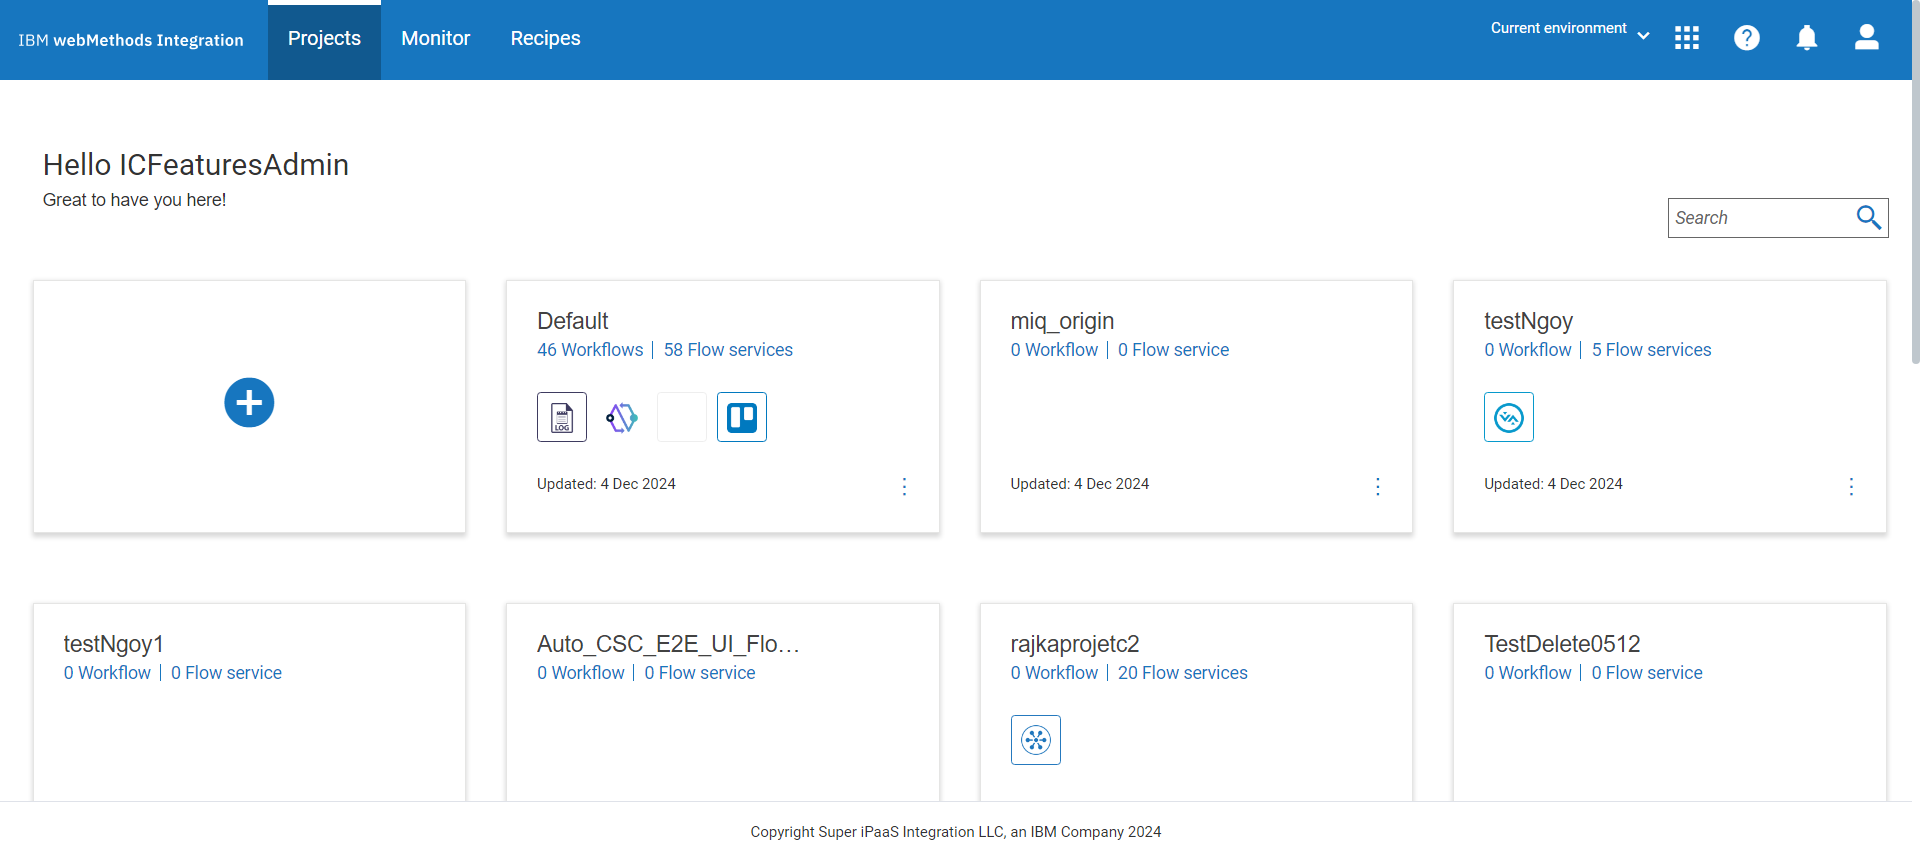 IBM webMethods Integration
Projects
Monitor
Recipes
Current environment
Hello ICFeaturesAdmin
Great to have you here!
Search
Default
46 Workflows | 58 Flow services
LOG
Updated: 4 Dec 2024
miq_origin
0 Workflow | 0 Flow service
Updated: 4 Dec 2024
testNgoy
0 Workflow | 5 Flow services
Updated: 4 Dec 2024
testNgoy1
0 Workflow | 0 Flow service
Auto_CSC_E2E_UI_Flo...
0 Workflow | 0 Flow service
rajkaprojetc2
0 Workflow | 20 Flow services
TestDelete0512
0 Workflow | 0 Flow service
Copyright Super iPaaS Integration LLC, an IBM Company 2024